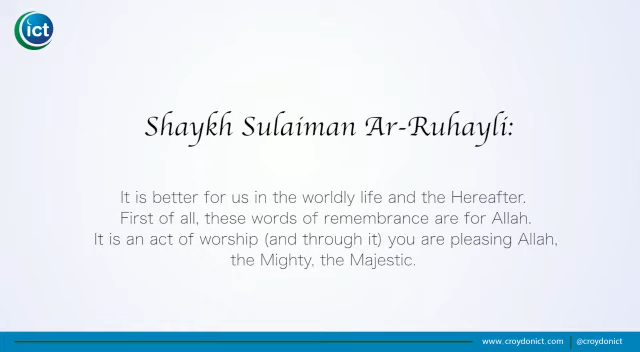 ict
Shaykh Sulaiman Ar-Ruhayli:
It is better for us in the worldly life and the Hereafter.
First of all, these words of remembrance are for Allah.
It is an act of worship (and through it) you are pleasing Allah,
the Mighty, the Majestic.
www.croydonict.com | @croydonict